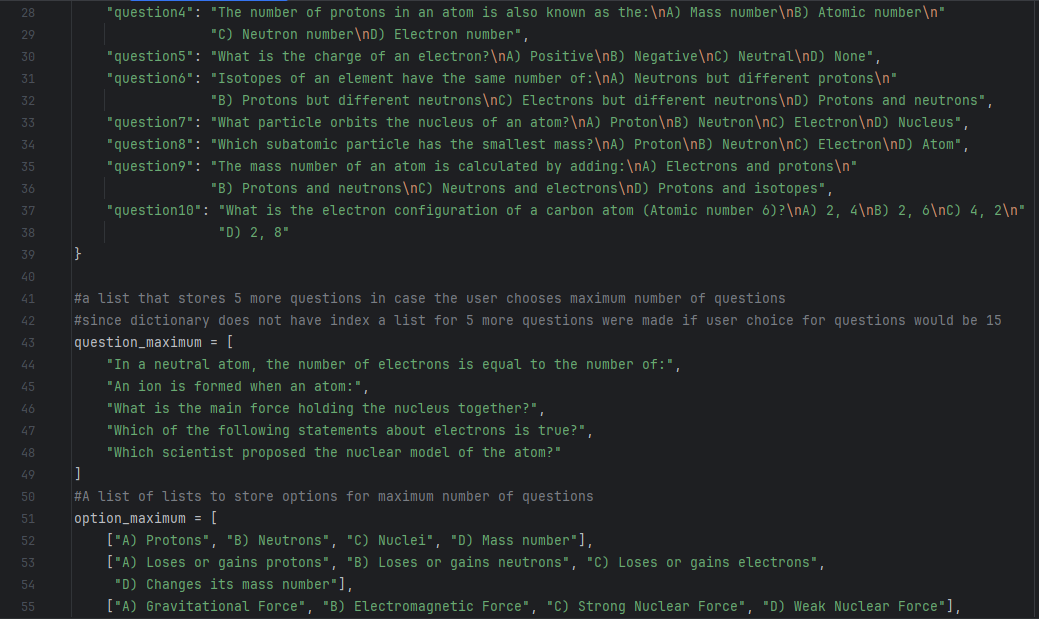 28 "question4": "The number of protons in an atom is also known as the:\nA) Mass number\nB) Atomic number\n"
29 "C) Neutron number\nD) Electron number",
30 "question5": "What is the charge of an electron?\nA) Positive\nB) Negative\nC) Neutral\nD) None",
31 "question6": "Isotopes of an element have the same number of:\nA) Neutrons but different protons\n"
32 "B) Protons but different neutrons\nC) Electrons but different neutrons\nD) Protons and neutrons",
33 "question7": "What particle orbits the nucleus of an atom?\nA) Proton\nB) Neutron\nC) Electron\nD) Nucleus",
34 "question8": "Which subatomic particle has the smallest mass?\nA) Proton\nB) Neutron\nC) Electron\nD) Atom",
35 "question9": "The mass number of an atom is calculated by adding:\nA) Electrons and protons\n"
36 "B) Protons and neutrons\nC) Neutrons and electrons\nD) Protons and isotopes",
37 "question10": "What is the electron configuration of a carbon atom (Atomic number 6)?\nA) 2, 4\nB) 2, 6\nC) 4, 2\n"
38 "D) 2, 8"
39 }
40
41 #a list that stores 5 more questions in case the user chooses maximum number of questions
42 #since dictionary does not have index a list for 5 more questions were made if user choice for questions would be 15
43 question_maximum = [
44 "In a neutral atom, the number of electrons is equal to the number of:",
45 "An ion is formed when an atom:",
46 "What is the main force holding the nucleus together?",
47 "Which of the following statements about electrons is true?",
48 "Which scientist proposed the nuclear model of the atom?"
49 ]
50 #A list of lists to store options for maximum number of questions
51 option_maximum = [
52 ["A) Protons", "B) Neutrons", "C) Nuclei", "D) Mass number"],
53 ["A) Loses or gains protons", "B) Loses or gains neutrons", "C) Loses or gains electrons",
54 "D) Changes its mass number"],
55 ["A) Gravitational Force", "B) Electromagnetic Force", "C) Strong Nuclear Force", "D) Weak Nuclear Force"],